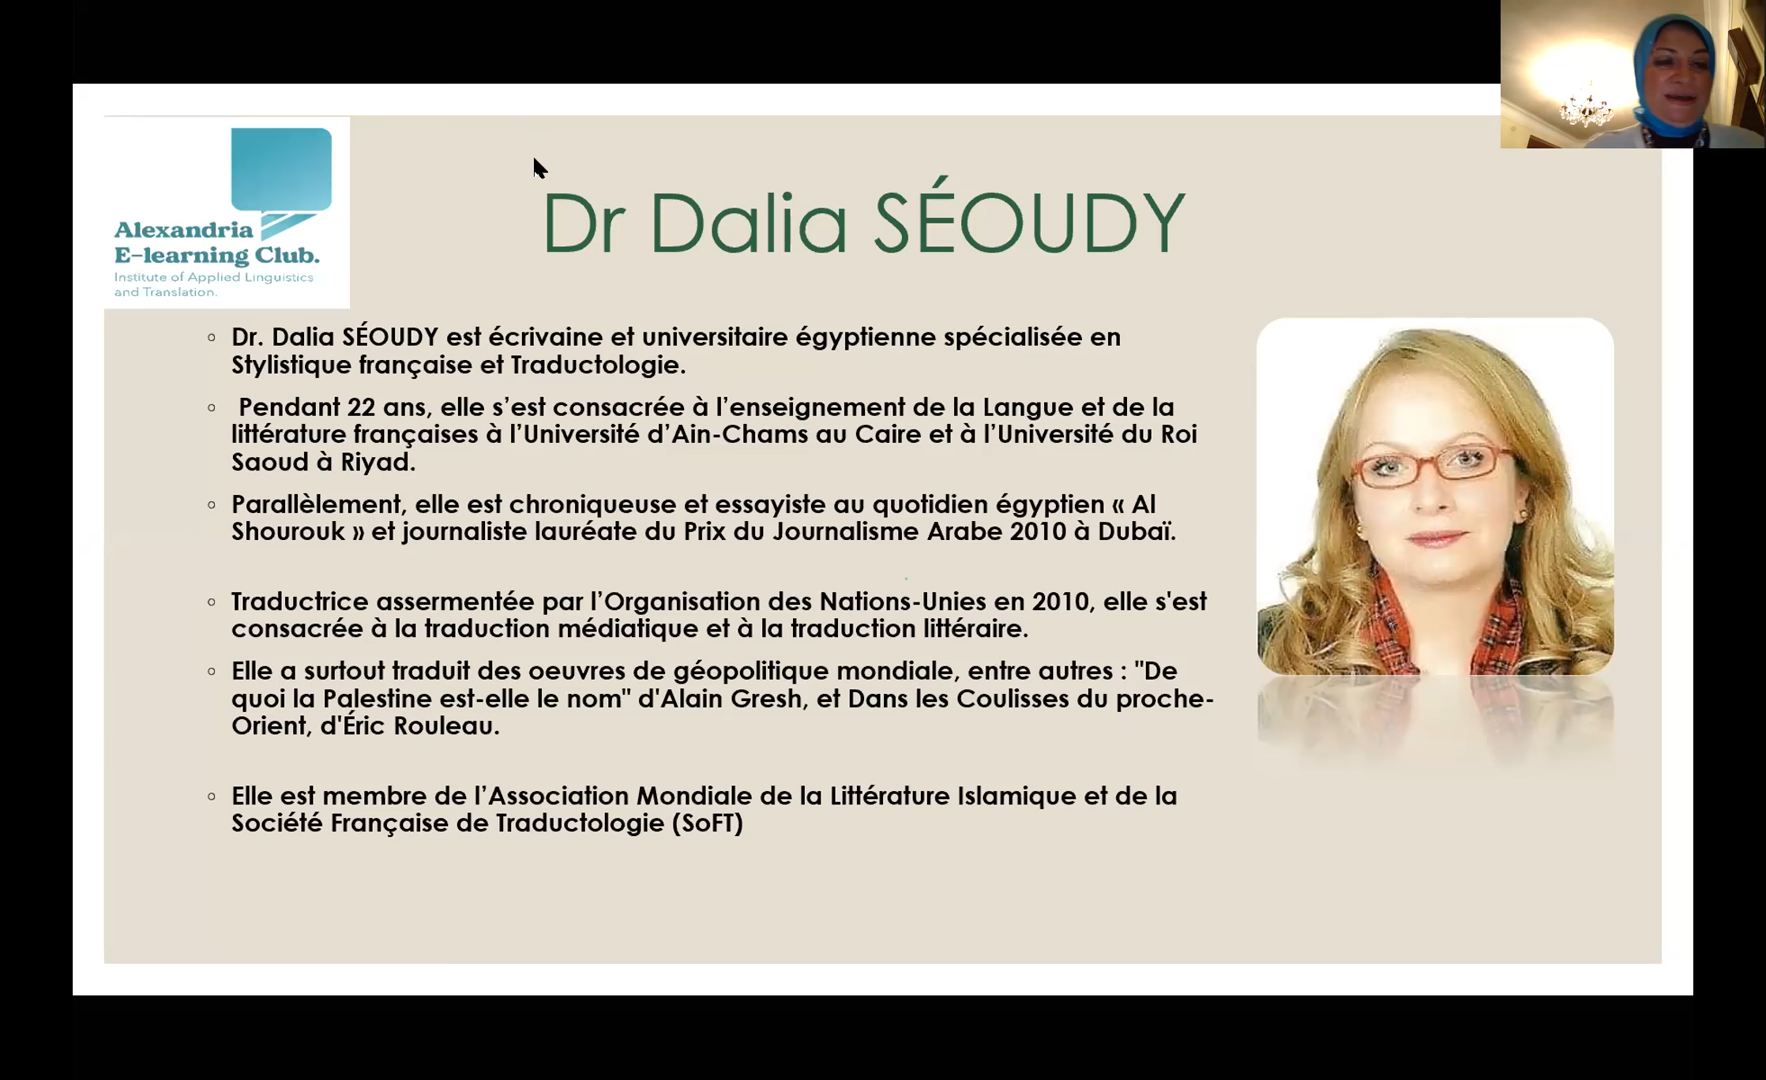 Alexandria
E-learning Club.
Institute of Applied Linguistics
and Translation.
Dr Dalia SÉOUDY
Dr. Dalia SÉOUDY est écrivaine et universitaire égyptienne spécialisée en
Stylistique française et Traductologie.
Pendant 22 ans, elle s’est consacrée à l’enseignement de la Langue et de la
littérature françaises à l’Université d’Ain-Chams au Caire et à l’Université du Roi
Saoud à Riyad.
Parallèlement, elle est chroniqueuse et essayiste au quotidien égyptien « Al
Shourouk » et journaliste lauréate du Prix du Journalisme Arabe 2010 à Dubaï.
Traductrice assermentée par l’Organisation des Nations-Unies en 2010, elle s'est
consacrée à la traduction médiatique et à la traduction littéraire.
Elle a surtout traduit des oeuvres de géopolitique mondiale, entre autres : "De
quoi la Palestine est-elle le nom" d'Alain Gresh, et Dans les Coulisses du proche-
Orient, d'Éric Rouleau.
Elle est membre de l’Association Mondiale de la Littérature Islamique et de la
Société Française de Traductologie (SoFT)